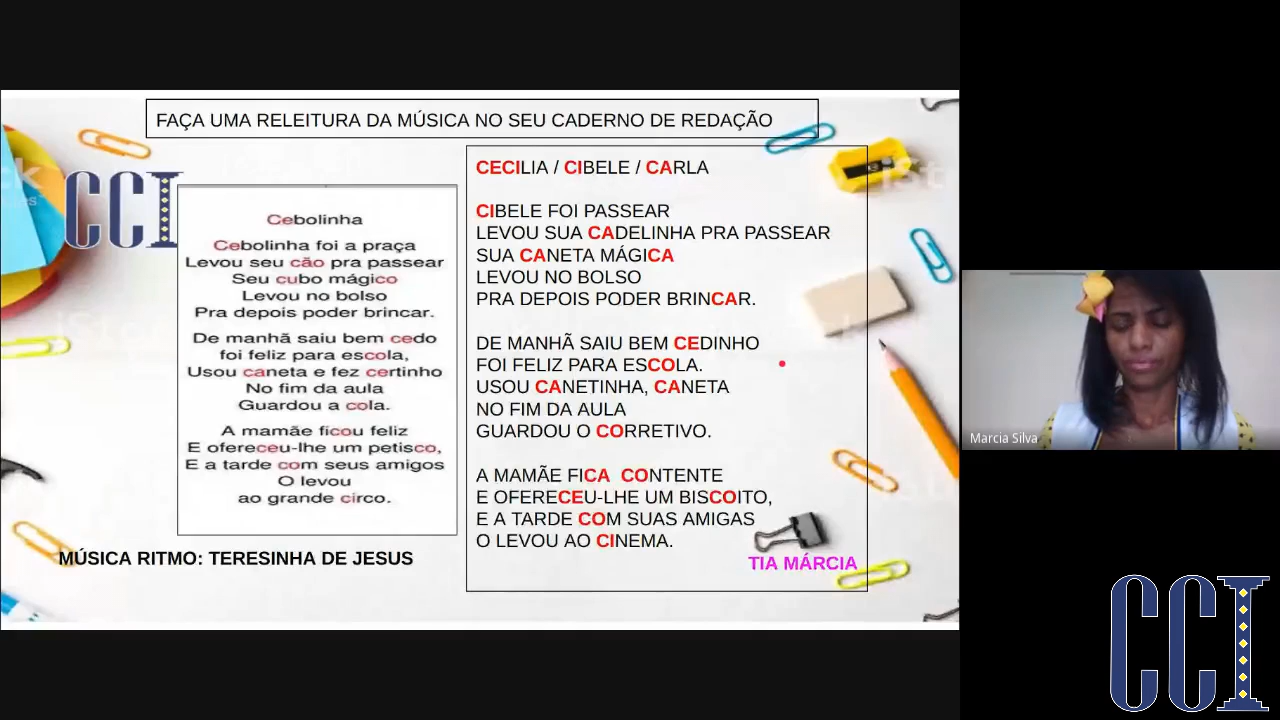 FAÇA UMA RELEITURA DA MÚSICA NO SEU CADERNO DE REDAÇÃO
CCI
Cebolinha
Cebolinha foi a praça
Levou seu cão pra passear
Seu cubo mágico
Levou no bolso
Pra depois poder brincar.
De manhã saiu bem cedo
foi feliz para escola,
Usou caneta e fez certinho
No fim da aula
Guardou a cola.
A mamãe ficou feliz
E ofereceu-lhe um petisco,
E a tarde com seus amigos
O levou
ao grande circo.
MÚSICA RITMO: TERESINHA DE JESUS
CECILIA / CIBELE / CARLA
CIBELE FOI PASSEAR
LEVOU SUA CADELINHA PRA PASSEAR
SUA CANETA MÁGICA
LEVOU NO BOLSO
PRA DEPOIS PODER BRINCAR.
DE MANHÃ SAIU BEM CEDINHO
FOI FELIZ PARA ESCOLA.
USOU CANETINHA, CANETA
NO FIM DA AULA
GUARDOU O CORRETIVO.
A MAMÃE FICA CONTENTE
E OFERECEU-LHE UM BISCOITO,
E A TARDE COM SUAS AMIGAS
O LEVOU AO CINEMA.
TIA MÁRCIA
Marcia Silva
CCI